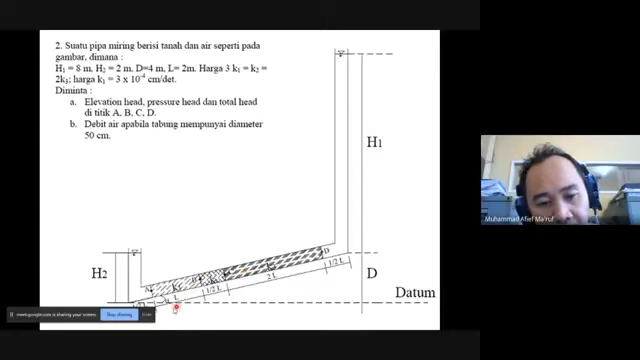 2. Suatu pipa miring berisi tanah dan air seperti pada
gambar, dimana :
H₁ = 8 m, H₂ = 2 m, D=4 m, L= 2m. Harga 3 k₁ = k₂ =
2k₃; harga k₁ = 3 x 10⁻⁴ cm/det.
Diminta :
a. Elevation head, pressure head dan total head
di titik A, B, C, D.
b. Debit air apabila tabung mempunyai diameter
50 cm.
H₁
Muhammad Afief Ma'ruf
D
1/2 L
2 L
1/2 L
L
A
H2
D
Datum
meet.google.com is sharing your screen.
Stop sharing
Hide